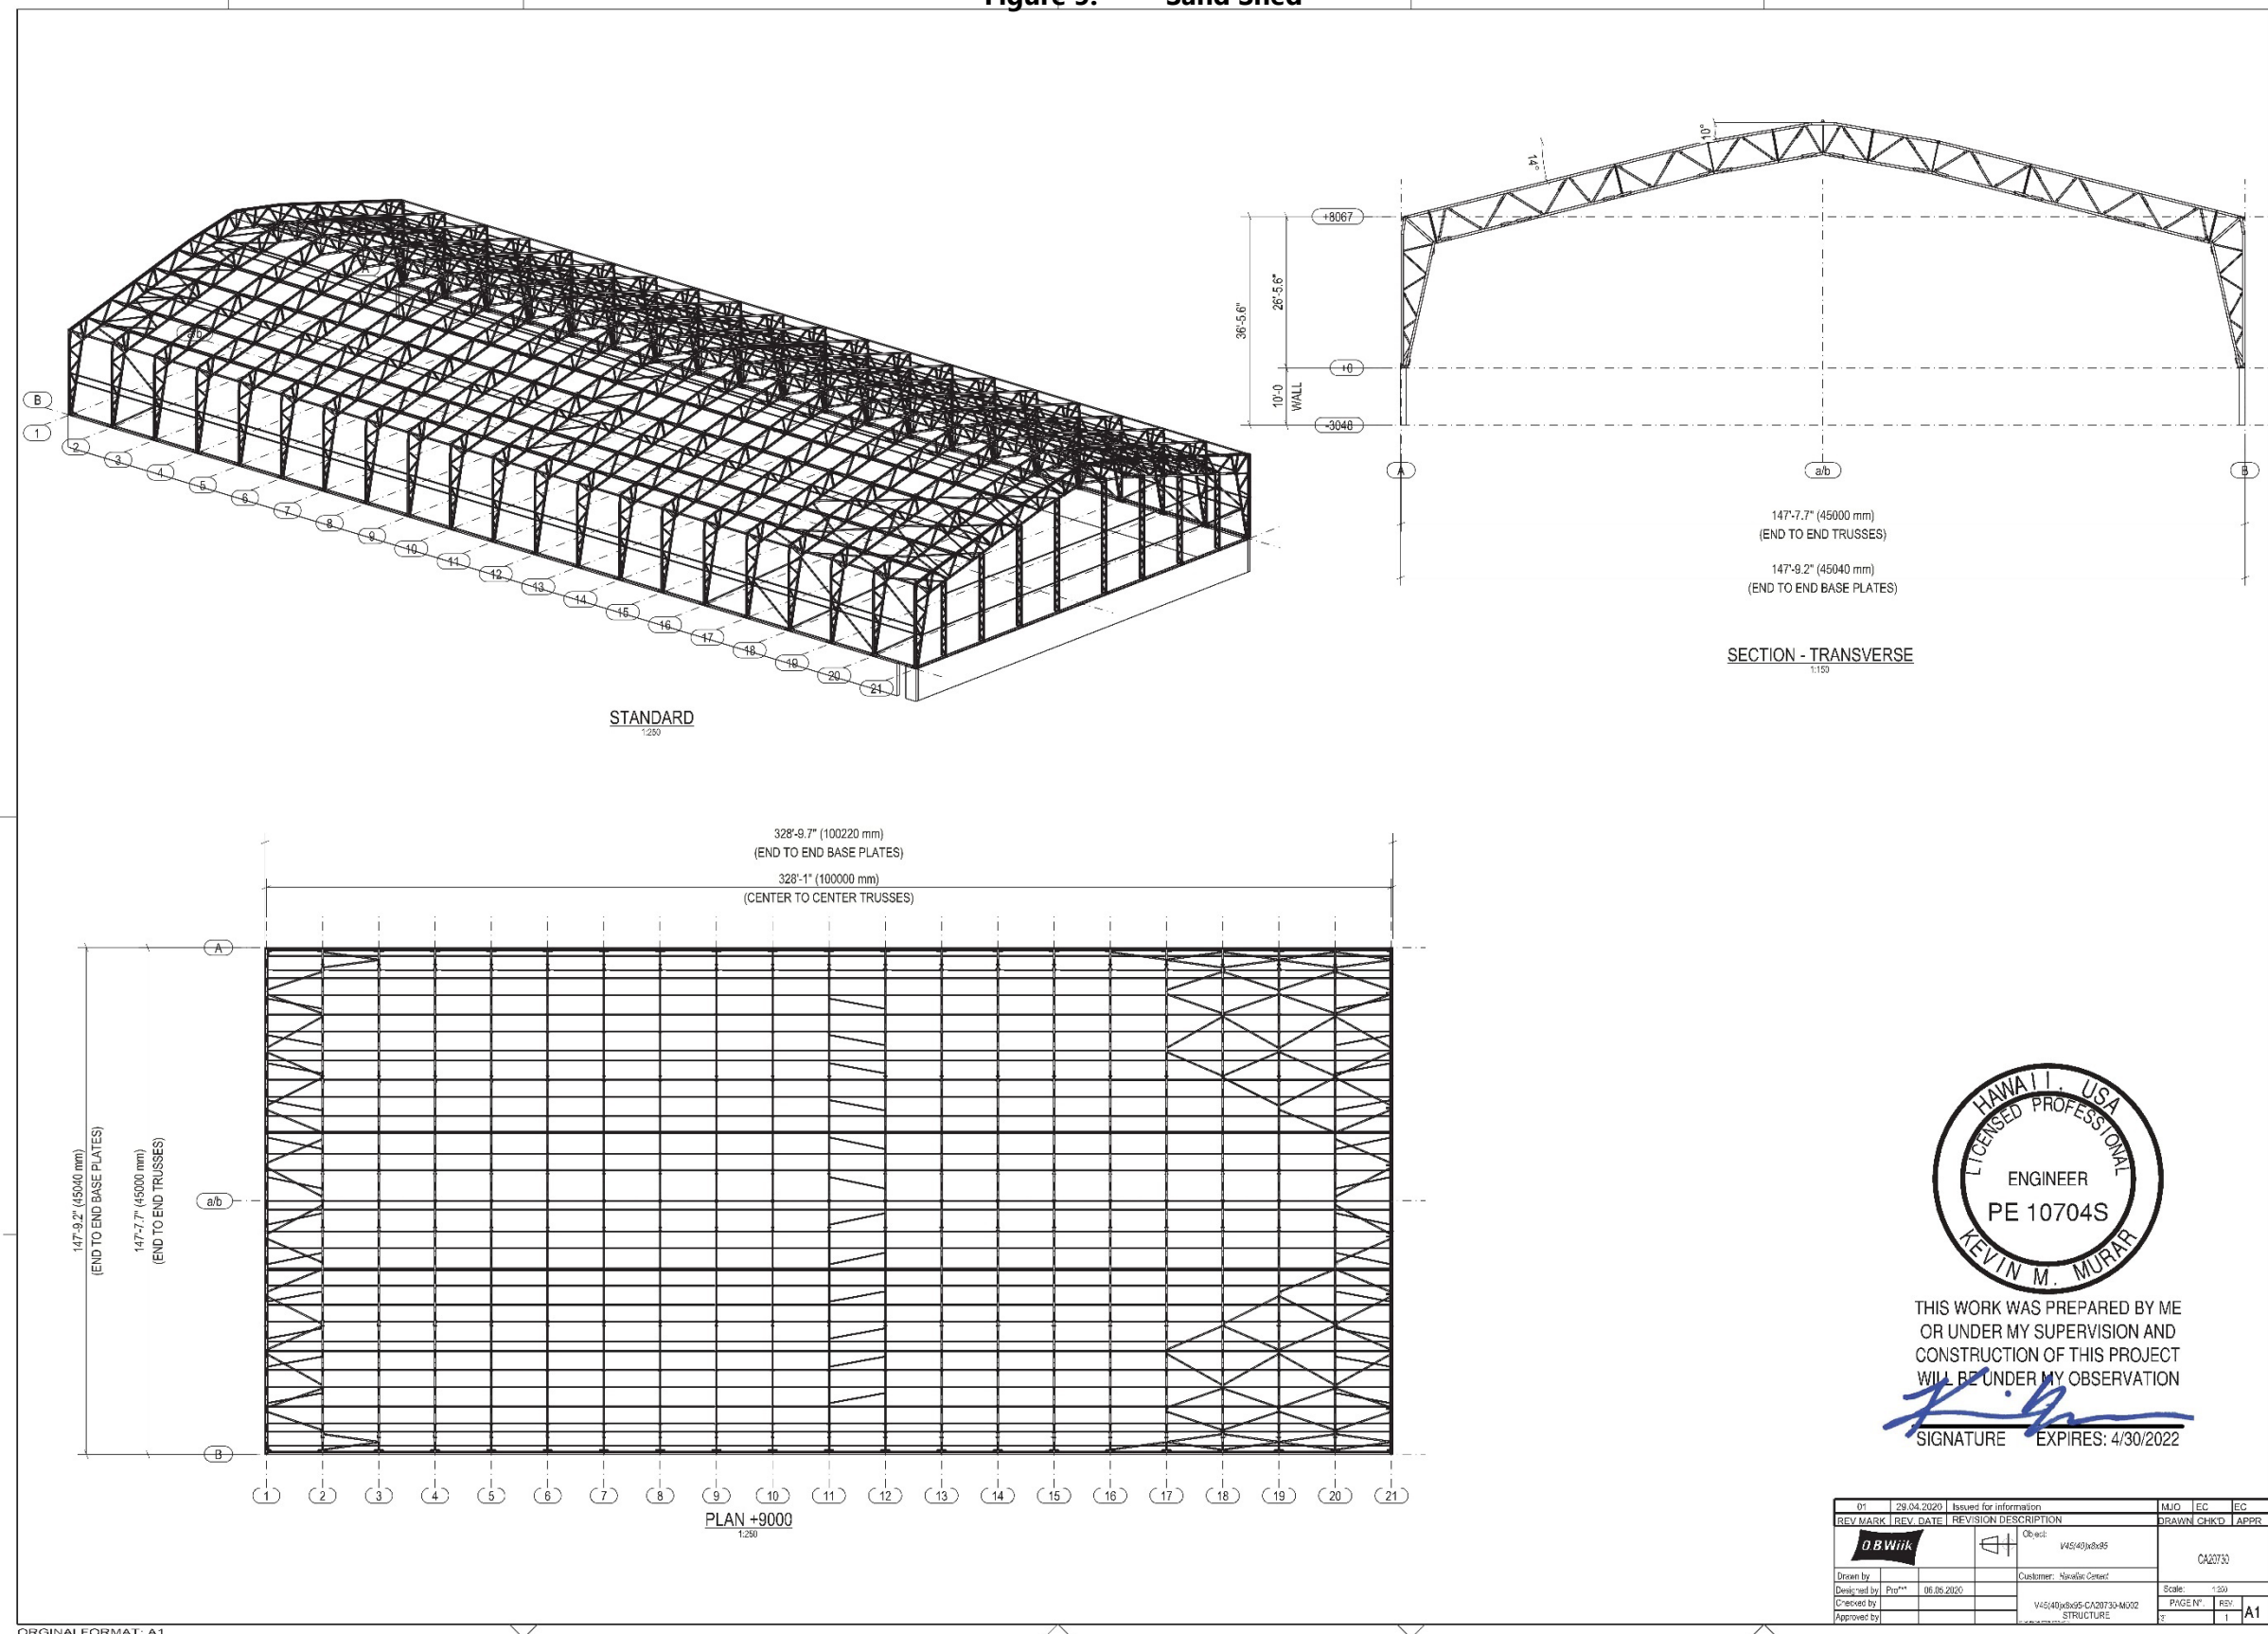 Sand Shed
14°
10°
+8067
36'-5.6"
26'-5.6"
+0
10'-0
WALL
-3048
A
a/b
B
147'-7.7" (45000 mm)
(END TO END TRUSSES)
147'-9.2" (45040 mm)
(END TO END BASE PLATES)
SECTION - TRANSVERSE
1:150
A
a/b
B
1
2
3
4
5
6
7
8
9
10
11
12
13
14
15
16
17
18
19
20
21
STANDARD
1:250
328'-9.7" (100220 mm)
(END TO END BASE PLATES)
328'-1" (100000 mm)
(CENTER TO CENTER TRUSSES)
A
a/b
B
147'-9.2" (45040 mm)
(END TO END BASE PLATES)
147'-7.7" (45000 mm)
(END TO END TRUSSES)
1 2 3 4 5 6 7 8 9 10 11 12 13 14 15 16 17 18 19 20 21
PLAN +9000
1:250
HAWAII, USA
LICENSED PROFESSIONAL
ENGINEER
PE 10704S
KEVIN M. MURAR
THIS WORK WAS PREPARED BY ME
OR UNDER MY SUPERVISION AND
CONSTRUCTION OF THIS PROJECT
WILL BE UNDER MY OBSERVATION
SIGNATURE EXPIRES: 4/30/2022
01 29.04.2020 Issued for information MJO EC EC
REV MARK REV. DATE REVISION DESCRIPTION DRAWN CHK'D APPR
O.B.Wiik
Object:
V45(40)x8x95
CA20730
Drawn by
Customer: Hawaiian Cement
Designed by Pro*** 06.05.2020
Scale: 1:250
Checked by
V45(40)x8x95-CA20730-M002
STRUCTURE
PAGE N°. REV.
1
A1
Approved by
ORGINAL FORMAT: A1